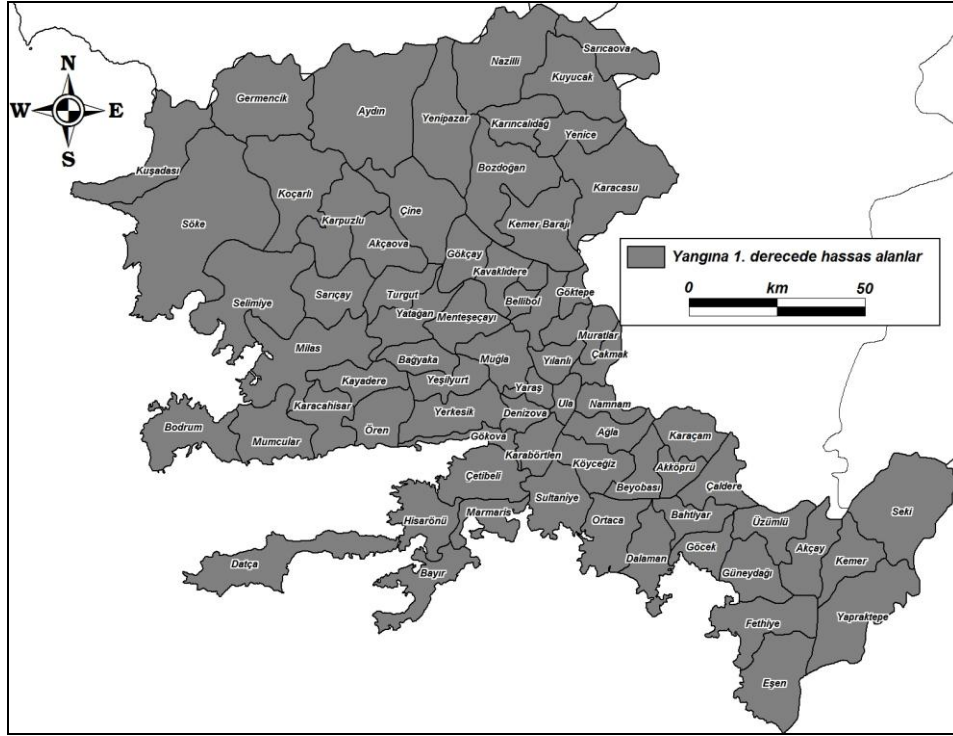 Sarıcaova
Nazilli
N
Kuyucak
Germencik
W
E
Aydın
Yenipazar
Karıncalıdağ
Yenice
S
Bozdoğan
Kuşadası
Koçarlı
Karacasu
Karpuzlu
Çine
Söke
Kemer Barajı
Akçaova
Gökçay
Yangına 1. derecede hassas alanlar
Kavaklıdere
Göktepe
0
km
50
Sarıçay
Turgut
Selimiye
Bellibol
Yatağan
Menteşeçayı
Muratlar
Milas
Çakmak
Bağyaka
Muğla
Yılanlı
Kayadere
Yeşilyurt
Yaraş
Ula
Namnam
Karacahisar
Yerkesik
Denizova
Bodrum
Mumcular
Ören
Gökova
Ağla
Karaçam
Karabörtlen
Köyceğiz
Akköprü
Çetibeli
Beyobası
Çaldere
Sultaniye
Marmaris
Bahtiyar
Seki
Hisarönü
Ortaca
Üzümlü
Göcek
Akçay
Datça
Dalaman
Kemer
Bayır
Güneydağı
Yapraktepe
Fethiye
Eşen